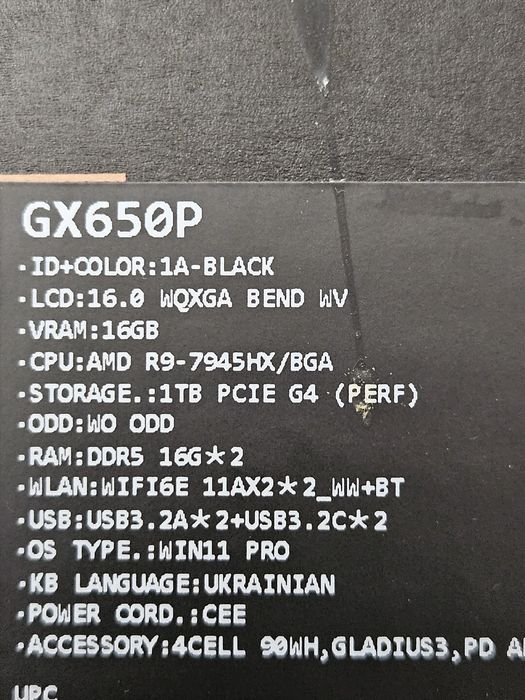 GX650P
·ID+COLOR:1A-BLACK
·LCD:16.0 WQXGA BEND WV
·VRAM:16GB
·CPU:AMD R9-7945HX/BGA
·STORAGE.:1TB PCIE G4 (PERF)
·ODD:WO ODD
·RAM:DDR5 16G*2
·WLAN:WIFI6E 11AX2*2_WW+BT
·USB:USB3.2A*2+USB3.2C*2
·OS TYPE.:WIN11 PRO
·KB LANGUAGE:UKRAINIAN
·POWER CORD.:CEE
·ACCESSORY:4CELL 90WH,GLADIUS3,PD
UPC